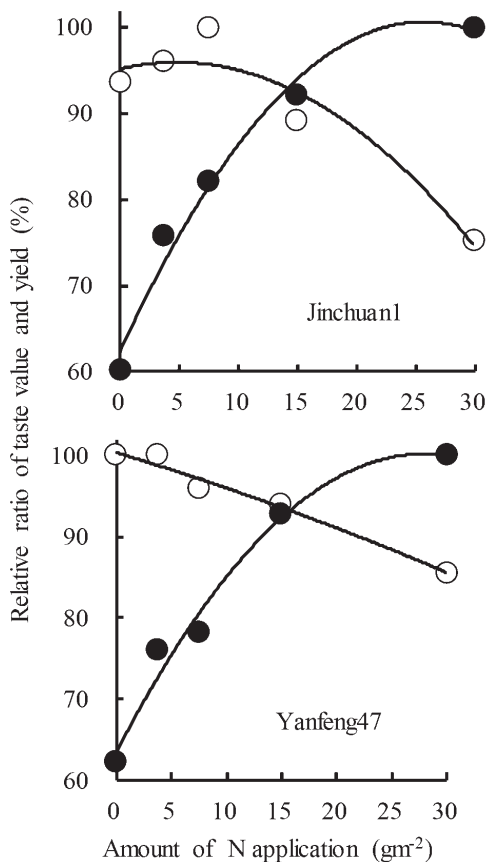 Relative ratio of taste value and yield (%)
100
90
80
70
60
0 5 10 15 20 25 30
Jinchuan1
100
90
80
70
60
0 5 10 15 20 25 30
Yanfeng47
Amount of N application (gm-2)